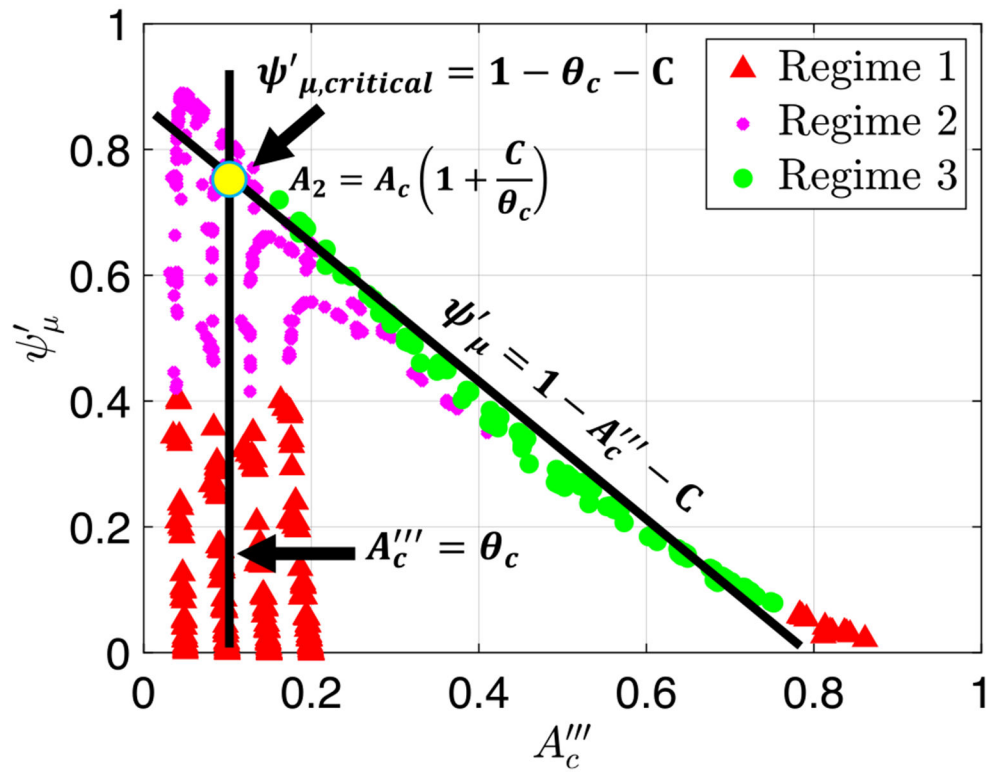 1
0.8
0.6
0.4
0.2
0
0
0.2
0.4
0.6
0.8
1
ψ′μ
A‴c
ψ′μ,critical = 1 − θc − C
A2 = Ac (1 + C/θc)
ψ′μ = 1 − A‴c − C
A‴c = θc
Regime 1
Regime 2
Regime 3